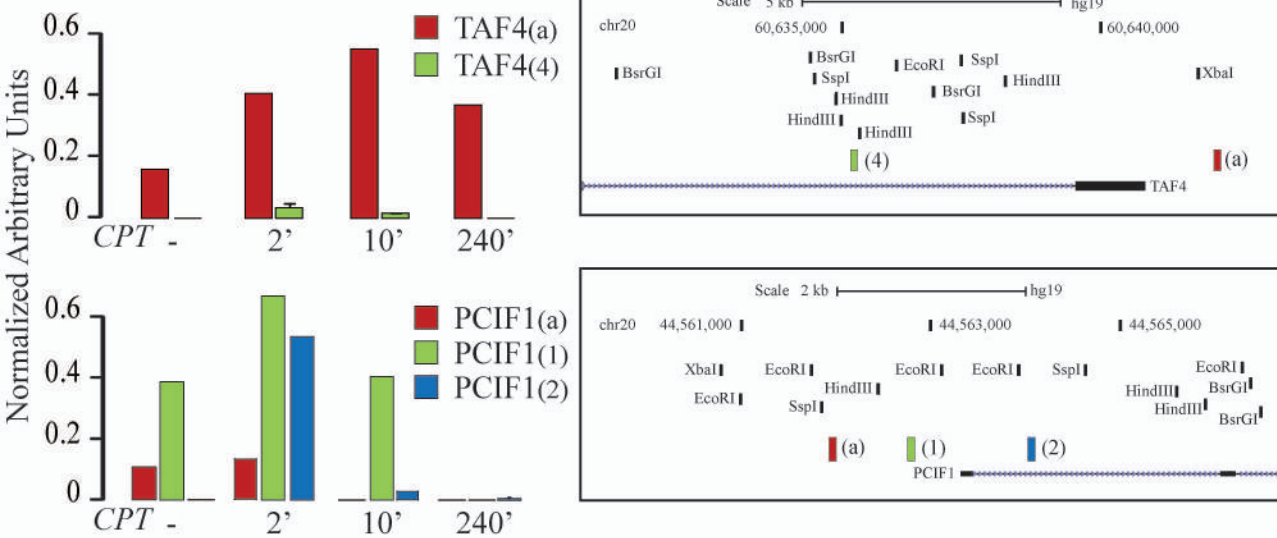 Normalized Arbitrary Units
0.6
0.4
0.2
0
TAF4(a)
TAF4(4)
CPT - 2’ 10’ 240’
0.6
0.4
0.2
0
PCIF1(a)
PCIF1(1)
PCIF1(2)
CPT - 2’ 10’ 240’
Scale 5 kb hg19
chr20 60,635,000 60,640,000
BsrGI BsrGI EcoRI SspI
SspI BsrGI HindIII XbaI
HindIII
HindIII SspI
HindIII
(4) (a)
TAF4
Scale 2 kb hg19
chr20 44,561,000 44,563,000 44,565,000
XbaI EcoRI EcoRI EcoRI SspI EcoRI
EcoRI SspI HindIII HindIII BsrGI
HindIII BsrGI
(a) (1) (2)
PCIF1